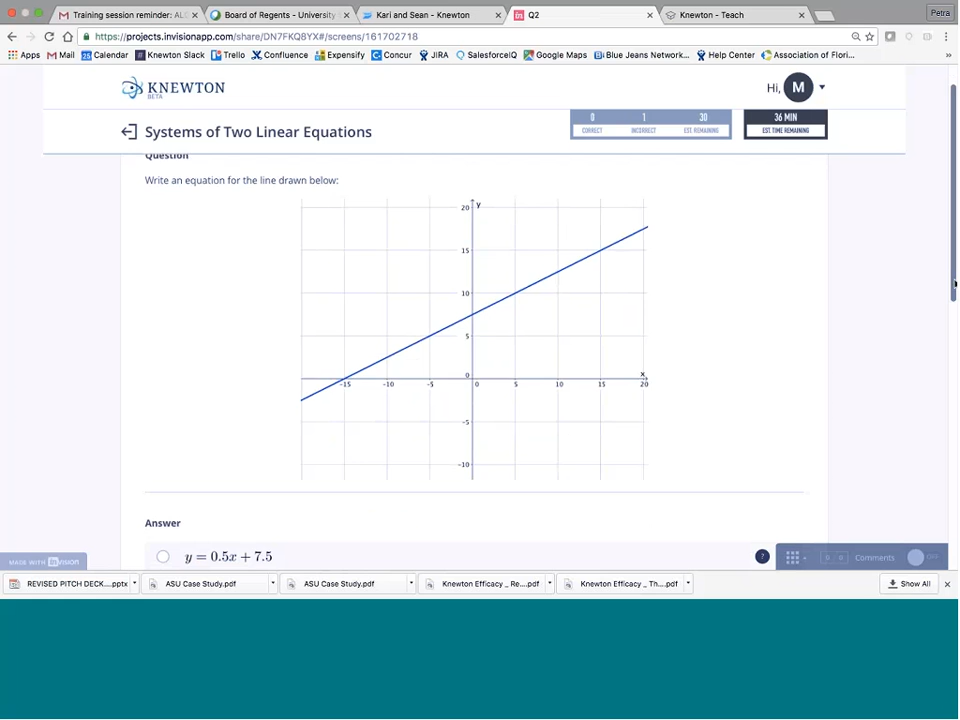 Training session reminder: AL
Board of Regents - University
Kari and Sean - Knewton
in Q2
Knewton - Teach
Petra
https://projects.invisionapp.com/share/DN7FKQ8YX#/screens/161702718
Apps Mail 25 Calendar Knewton Slack Trello Confluence Expensify Concur JIRA SalesforceIQ Google Maps Blue Jeans Network... Help Center Association of Flori... »
KNEWTON
BETA
Hi, M
Systems of Two Linear Equations
0 1 30 36 MIN
CORRECT INCORRECT EST. REMAINING EST TIME REMAINING
Question
Write an equation for the line drawn below:
y
20
15
10
5
0
x
-15 -10 -5 0 5 10 15 20
-5
-10
Answer
y = 0.5x + 7.5 ?
MADE WITH InVISION
0 0 Comments
REVISED PITCH DECK....pptx ASU Case Study.pdf ASU Case Study.pdf Knewton Efficacy _ Re....pdf Knewton Efficacy _ Th....pdf Show All ×